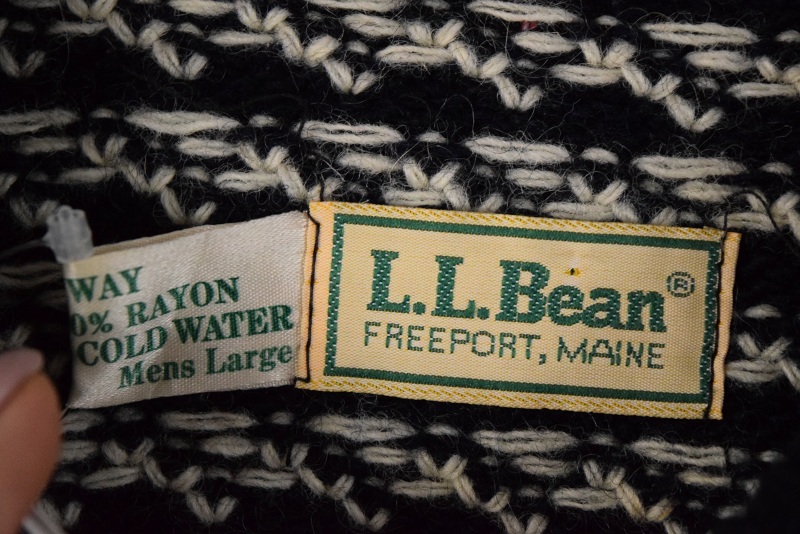 WAY
0% RAYON
COLD WATER
Mens Large
L.L.Bean®
FREEPORT, MAINE